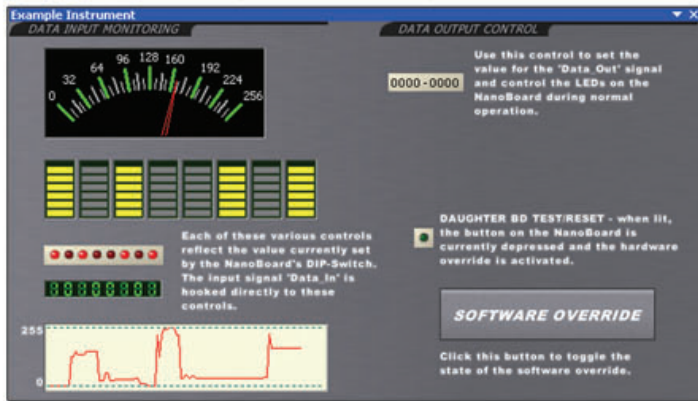 Example Instrument
DATA INPUT MONITORING
0 32 64 96 128 160 192 224 256
Each of these various controls
reflect the value currently set
by the NanoBoard's DIP-Switch.
The input signal 'Data_In' is
hooked directly to these
controls.
255
0
DATA OUTPUT CONTROL
0000-0000
Use this control to set the
value for the 'Data_Out' signal
and control the LEDs on the
NanoBoard during normal
operation.
DAUGHTER BD TEST/RESET - when lit,
the button on the NanoBoard is
currently depressed and the hardware
override is activated.
SOFTWARE OVERRIDE
Click this button to toggle the
state of the software override.